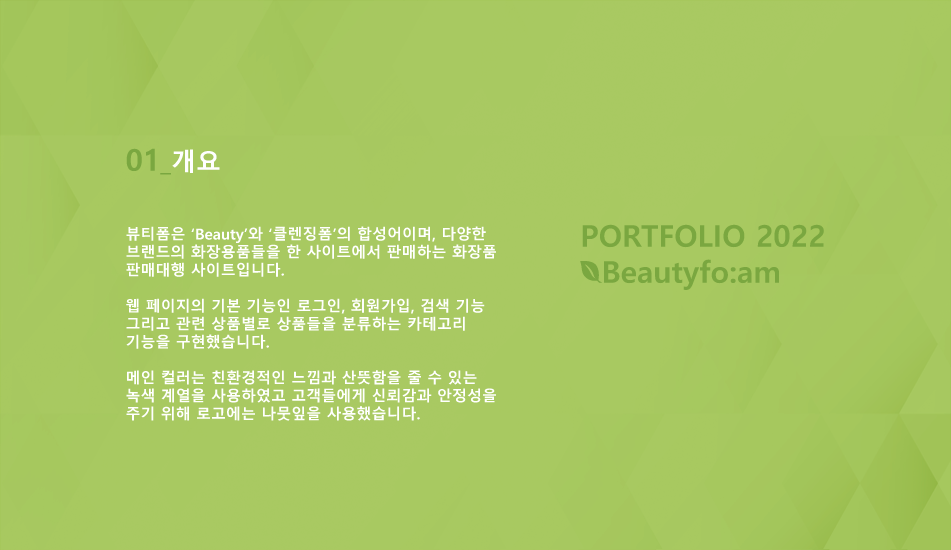 01_개요
뷰티폼은 ‘Beauty’와 ‘클렌징폼’의 합성어이며, 다양한
브랜드의 화장용품들을 한 사이트에서 판매하는 화장품
판매대행 사이트입니다.
웹 페이지의 기본 기능인 로그인, 회원가입, 검색 기능
그리고 관련 상품별로 상품들을 분류하는 카테고리
기능을 구현했습니다.
메인 컬러는 친환경적인 느낌과 산뜻함을 줄 수 있는
녹색 계열을 사용하였고 고객들에게 신뢰감과 안정성을
주기 위해 로고에는 나뭇잎을 사용했습니다.
PORTFOLIO 2022
Beautyfo:am